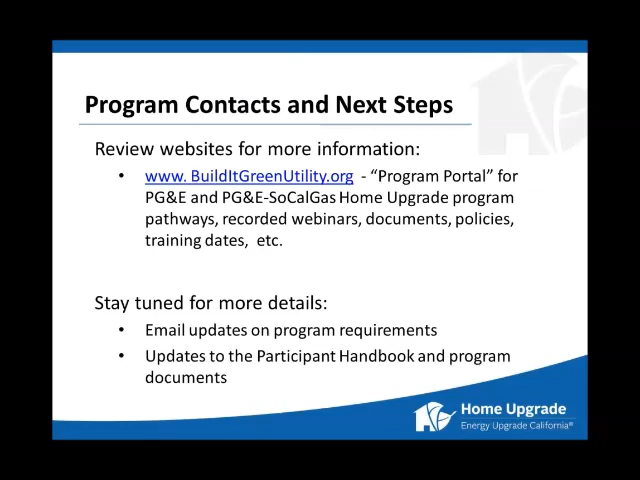 Program Contacts and Next Steps
Review websites for more information:
• www. BuildItGreenUtility.org - “Program Portal” for
PG&E and PG&E-SoCalGas Home Upgrade program
pathways, recorded webinars, documents, policies,
training dates, etc.
Stay tuned for more details:
• Email updates on program requirements
• Updates to the Participant Handbook and program
documents
Home Upgrade
Energy Upgrade California®